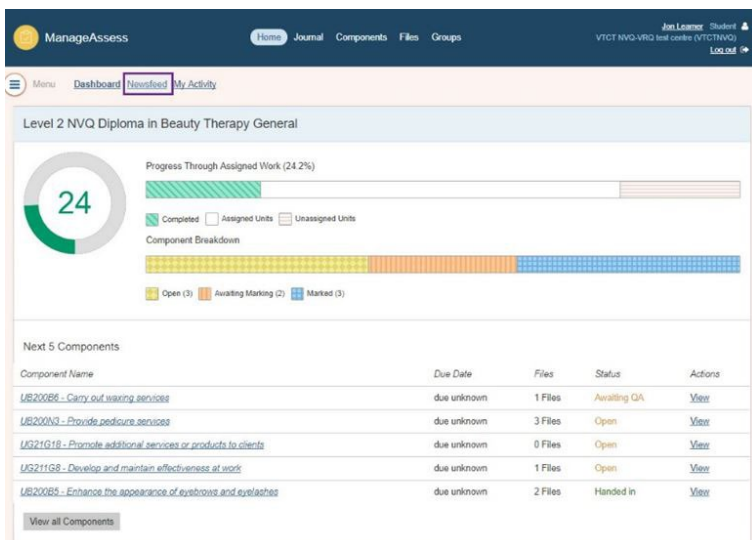 Jon Learner Student
ManageAssess
Home Journal Components Files Groups
VTCT NVQ-VRQ test centre (VTCTNVQ)
Log out
Menu Dashboard Newsfeed My Activity
Level 2 NVQ Diploma in Beauty Therapy General
24
Progress Through Assigned Work (24.2%)
Completed Assigned Units Unassigned Units
Component Breakdown
Open (3) Awaiting Marking (2) Marked (3)
Next 5 Components
Component Name Due Date Files Status Actions
UB200B6 - Carry out waxing services due unknown 1 Files Awaiting QA View
UB200N3 - Provide pedicure services due unknown 3 Files Open View
UG21G18 - Promote additional services or products to clients due unknown 0 Files Open View
UG211G8 - Develop and maintain effectiveness at work due unknown 1 Files Open View
UB200B5 - Enhance the appearance of eyebrows and eyelashes due unknown 2 Files Handed in View
View all Components